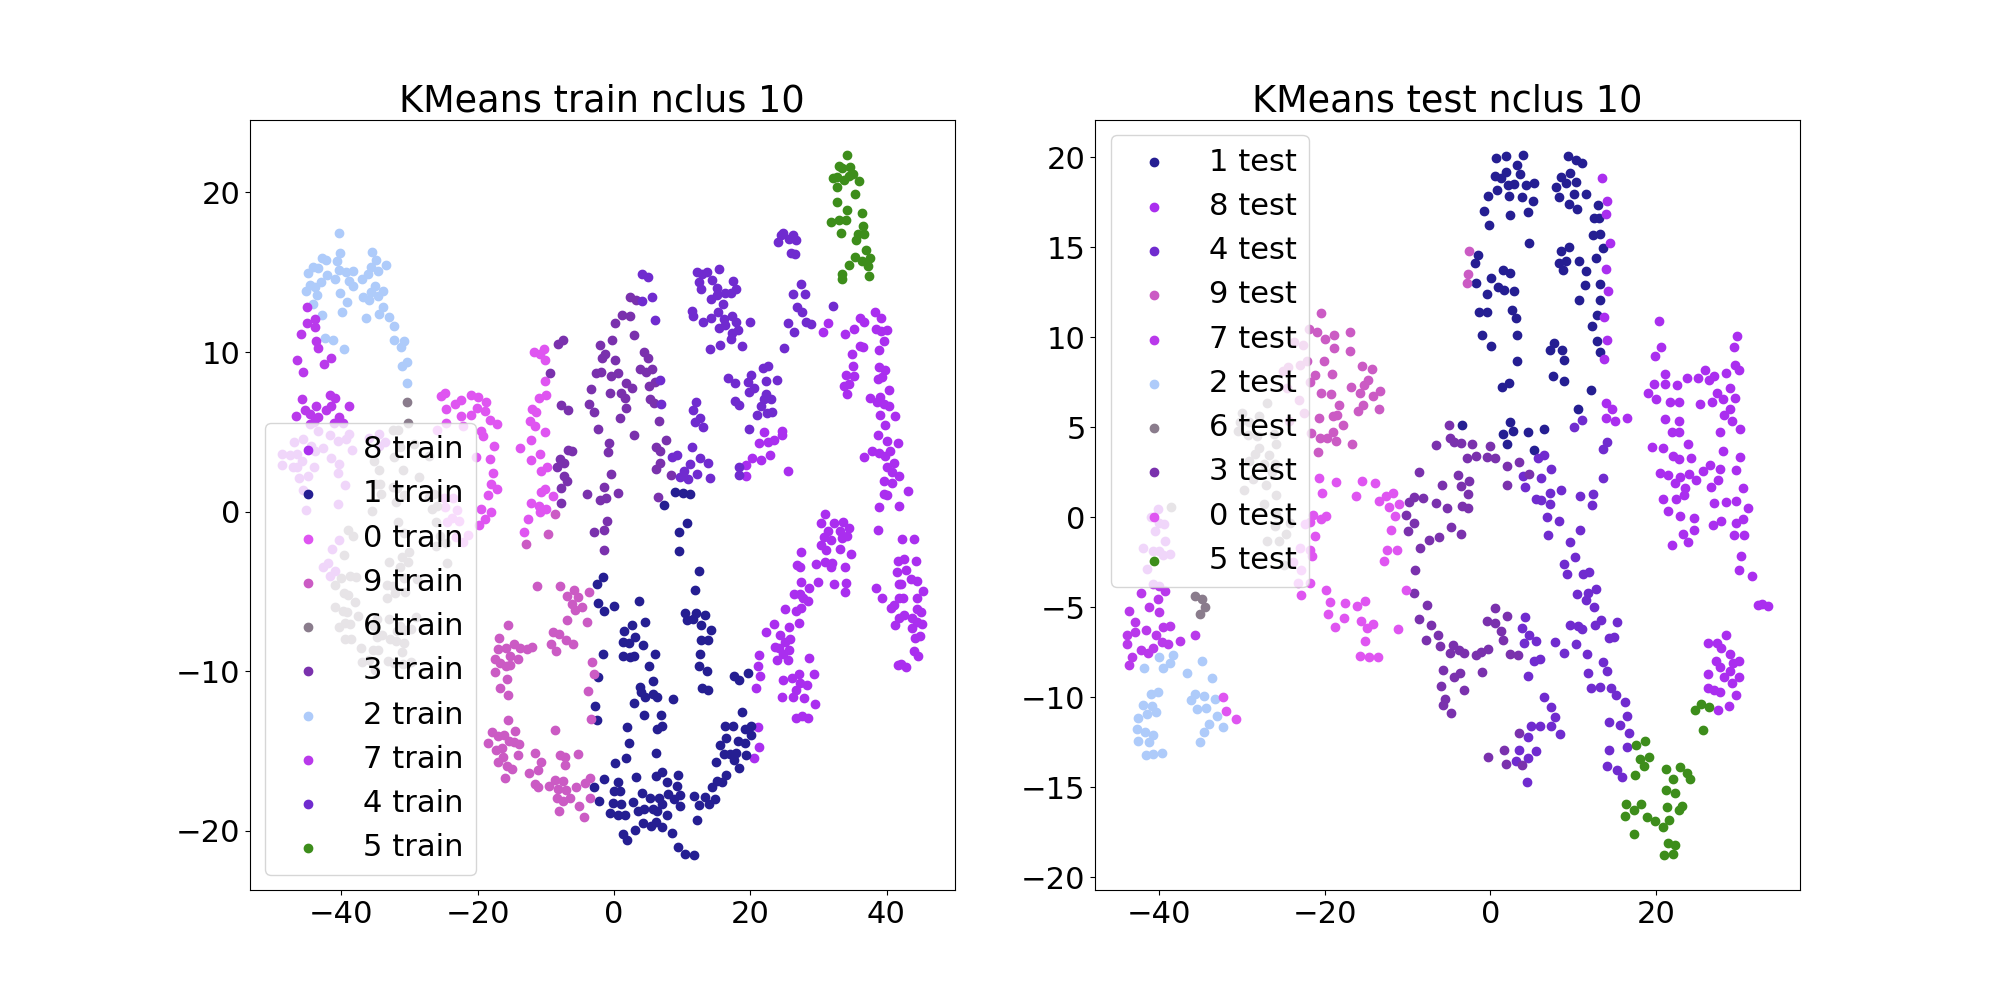 KMeans train nclus 10
20
10
0
−10
−20
−40
−20
0
20
40
8 train
1 train
0 train
9 train
6 train
3 train
2 train
7 train
4 train
5 train
KMeans test nclus 10
20
15
10
5
0
−5
−10
−15
−20
−40
−20
0
20
1 test
8 test
4 test
9 test
7 test
2 test
6 test
3 test
0 test
5 test